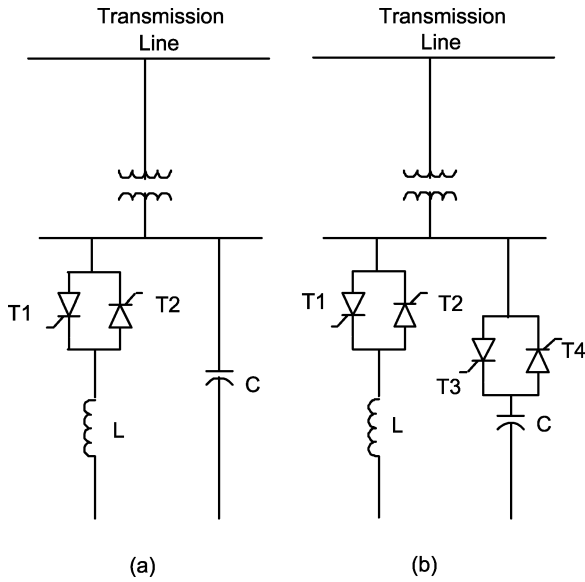 Transmission
Line
Transmission
Line
T1
T2
L
C
T1
T2
T3
T4
L
C
(a)
(b)